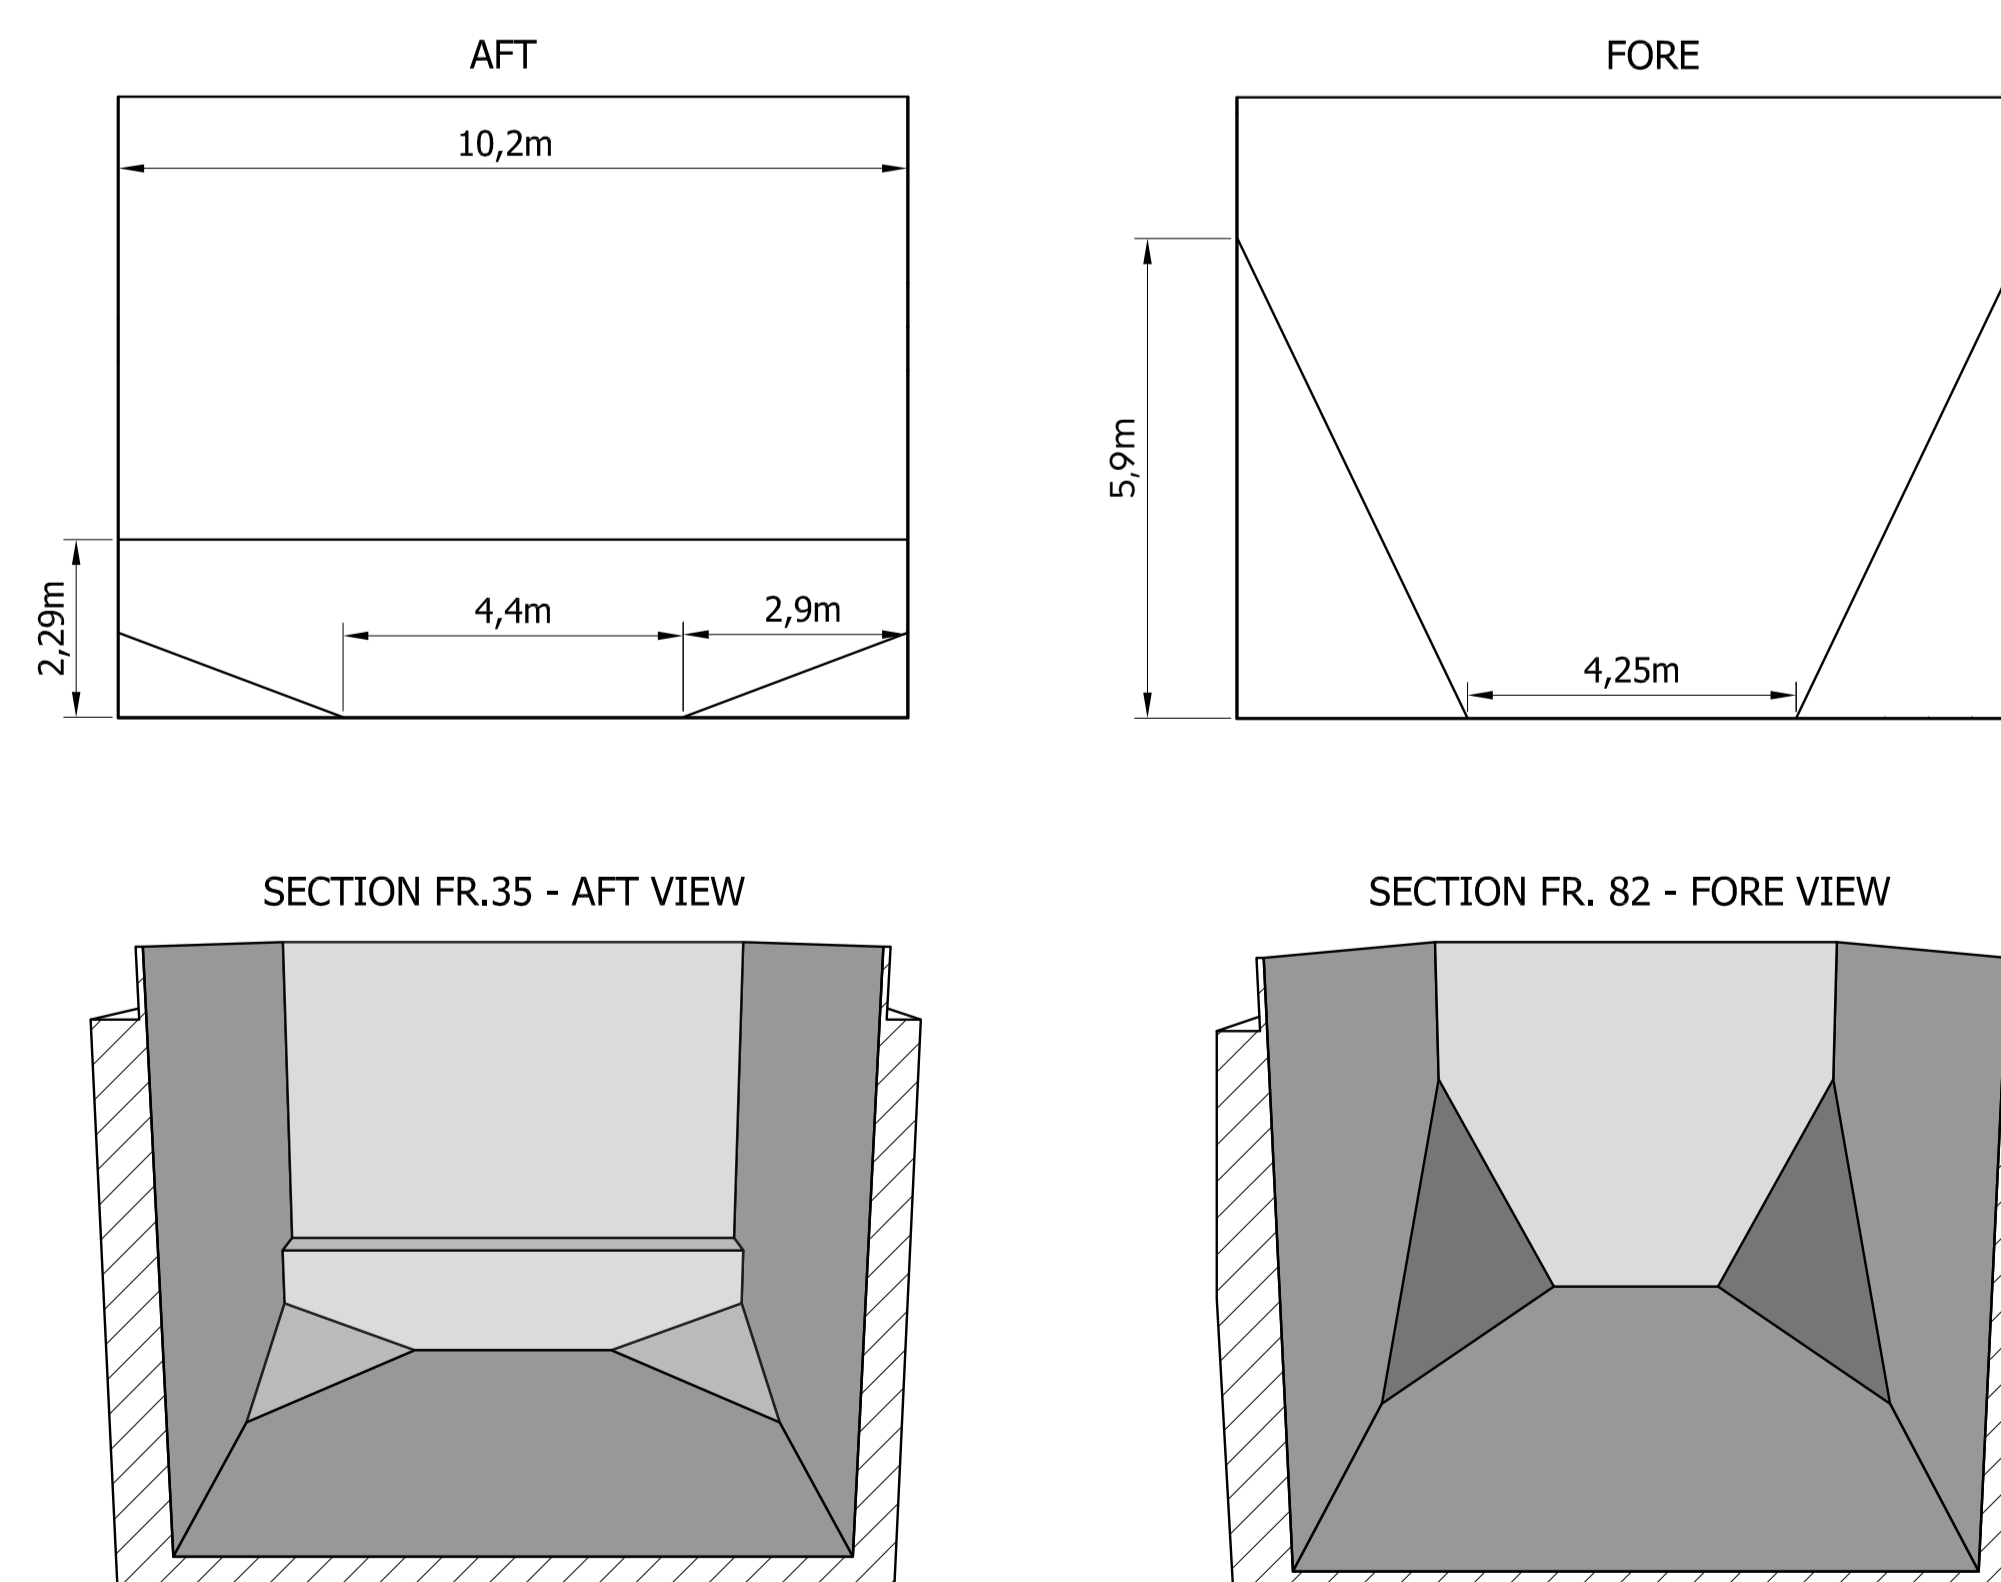 AFT
FORE
10,2m
5,9m
2,29m
4,4m
2,9m
4,25m
SECTION FR.35 - AFT VIEW
SECTION FR. 82 - FORE VIEW